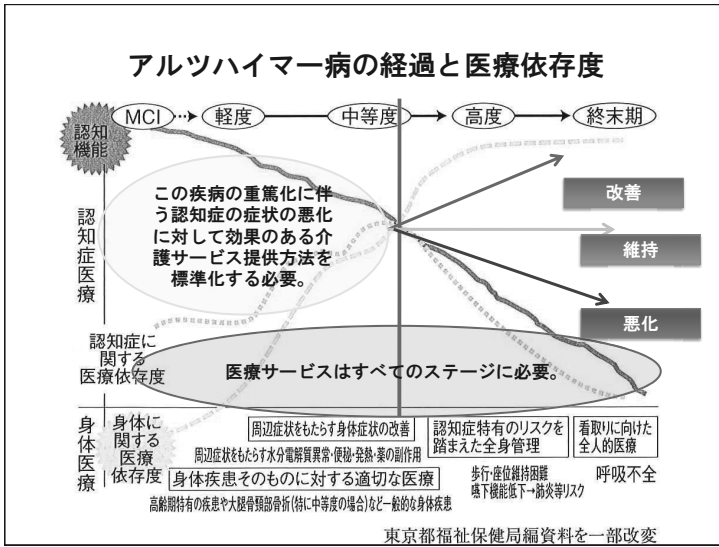 アルツハイマー病の経過と医療依存度
MCI
軽度
中等度
高度
終末期
認知
機能
この疾病の重篤化に伴
う認知症の症状の悪化
に対して効果のある介
護サービス提供方法を
標準化する必要。
改善
維持
悪化
認知症医療
認知症に
関する
医療依存度
医療サービスはすべてのステージに必要。
身体医療
身体に
関する
医療
依存度
周辺症状をもたらす身体症状の改善
周辺症状をもたらす水分電解質異常・便秘・発熱・薬の副作用
身体疾患そのものに対する適切な医療
高齢期特有の疾患や大腿骨頸部骨折(特に中等度の場合)など一般的な身体疾患
認知症特有のリスクを
踏まえた全身管理
歩行・座位維持困難
嚥下機能低下→肺炎等リスク
看取りに向けた
全人的医療
呼吸不全
東京都福祉保健局編資料を一部改変